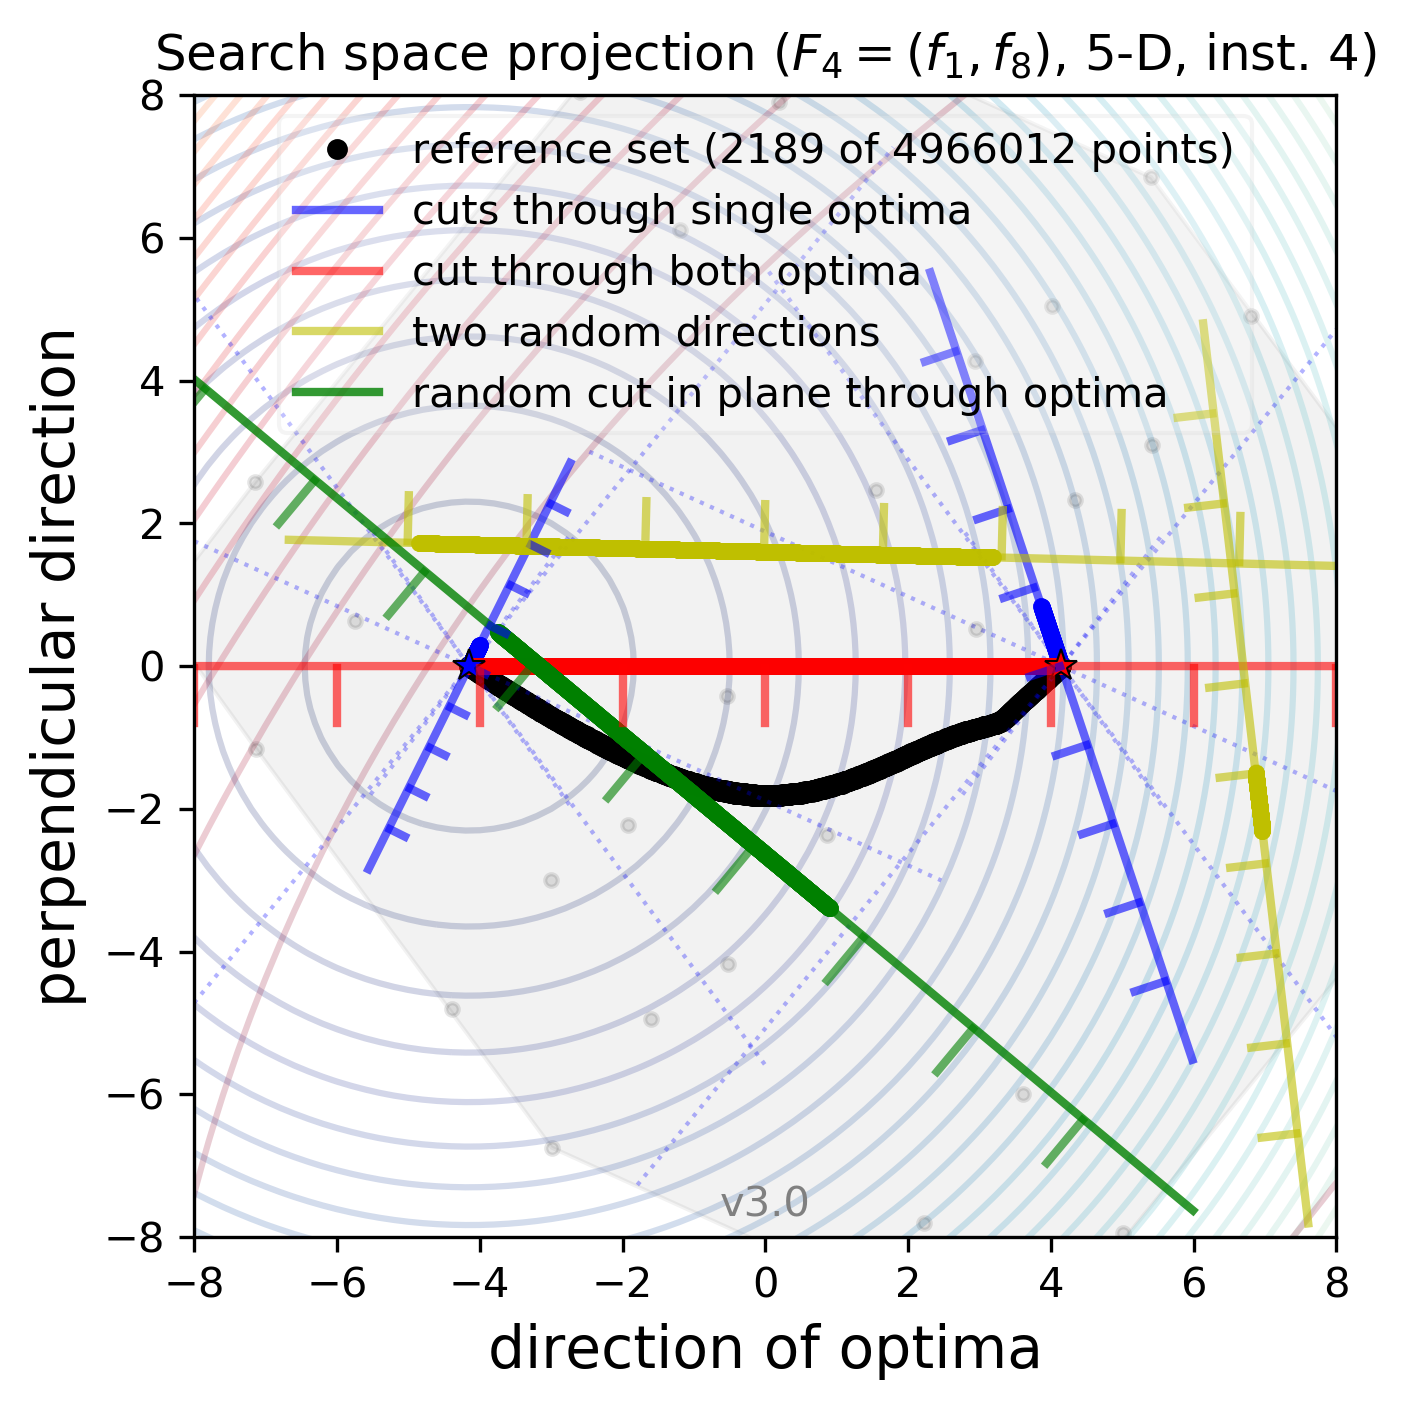 Search space projection (F₄ = (f₁, f₈), 5-D, inst. 4)
reference set (2189 of 4966012 points)
cuts through single optima
cut through both optima
two random directions
random cut in plane through optima
perpendicular direction
8
6
4
2
0
−2
−4
−6
−8
v3.0
−8 −6 −4 −2 0 2 4 6 8
direction of optima